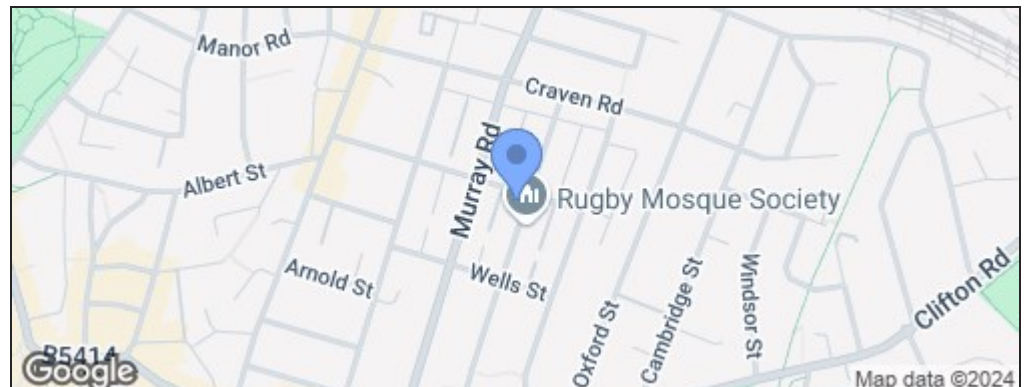 Manor Rd
Craven Rd
Murray Rd
Albert St
Rugby Mosque Society
Arnold St
Wells St
Oxford St
Cambridge St
Windsor St
Clifton Rd
B5414
Google
Map data ©2024